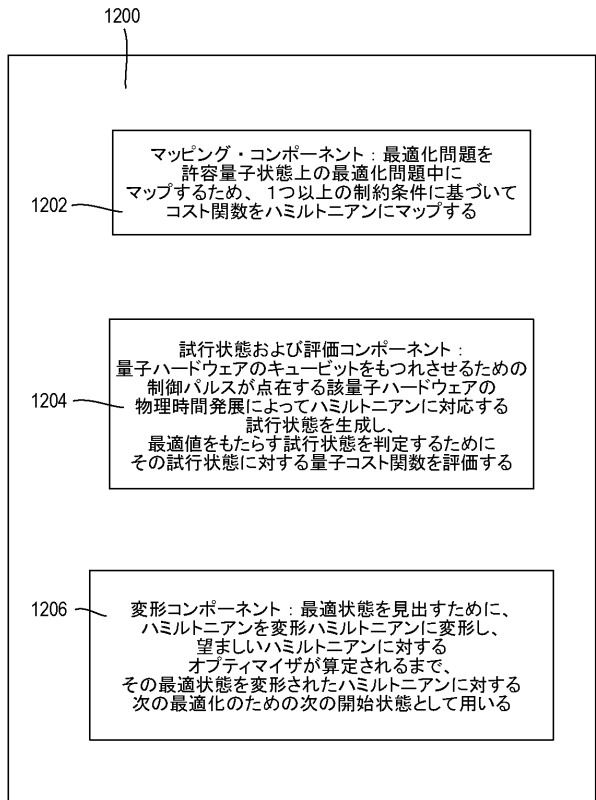 1200
マッピング・コンポーネント：最適化問題を
許容量子状態上の最適化問題中に
マップするため、１つ以上の制約条件に基づいて
コスト関数をハミルトニアンにマップする
1202
試行状態および評価コンポーネント：
量子ハードウェアのキュービットをもつれさせるための
制御パルスが点在する該量子ハードウェアの
物理時間発展によってハミルトニアンに対応する
試行状態を生成し、
最適値をもたらす試行状態を判定するために
その試行状態に対する量子コスト関数を評価する
1204
変形コンポーネント：最適状態を見出すために、
ハミルトニアンを変形ハミルトニアンに変形し、
望ましいハミルトニアンに対する
オプティマイザが算定されるまで、
その最適状態を変形されたハミルトニアンに対する
次の最適化のための次の開始状態として用いる
1206